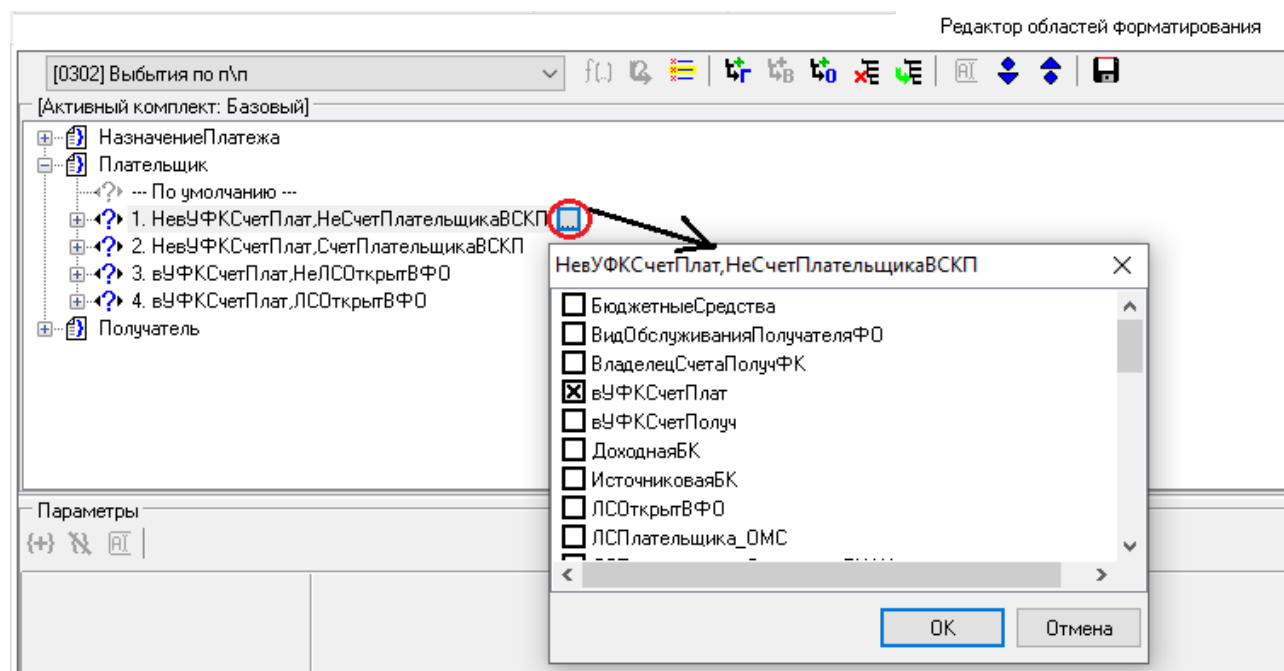 Редактор областей форматирования
[0302] Выбытия по п\п
[Активный комплект: Базовый]
НазначениеПлатежа
Плательщик
--- По умолчанию ---
1. НевУФКСчетПлат,НеСчетПлательщикаВСКП ...
2. НевУФКСчетПлат,СчетПлательщикаВСКП
3. вУФКСчетПлат,НеЛСОткрытВФО
4. вУФКСчетПлат,ЛСОткрытВФО
Получатель
НевУФКСчетПлат,НеСчетПлательщикаВСКП
БюджетныеСредства
ВидОбслуживанияПолучателяФО
ВладелецСчетаПолучФК
вУФКСчетПлат
вУФКСчетПолуч
ДоходнаяБК
ИсточниковаяБК
ЛСОткрытВФО
ЛСПлательщика_ОМС
OK
Отмена
Параметры